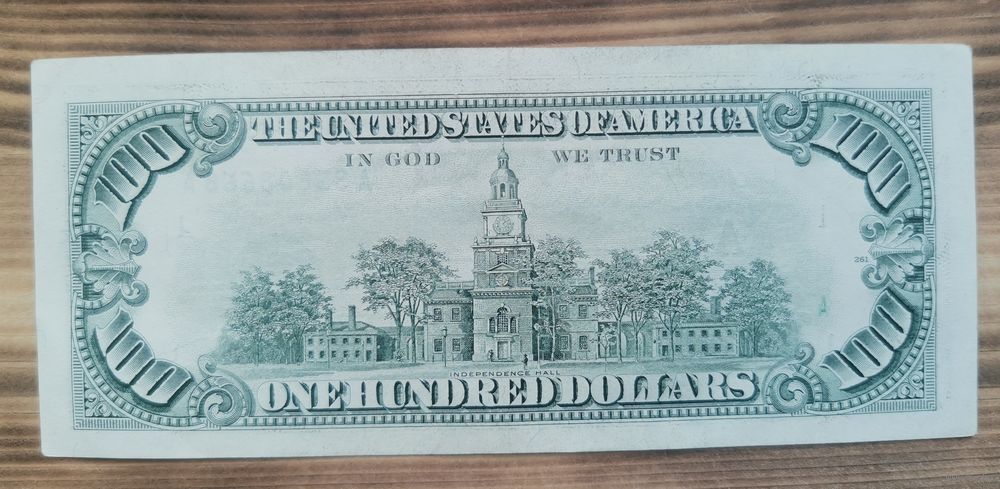 THE UNITED STATES OF AMERICA
IN GOD WE TRUST
100
100
261
100
100
INDEPENDENCE HALL
ONE HUNDRED DOLLARS